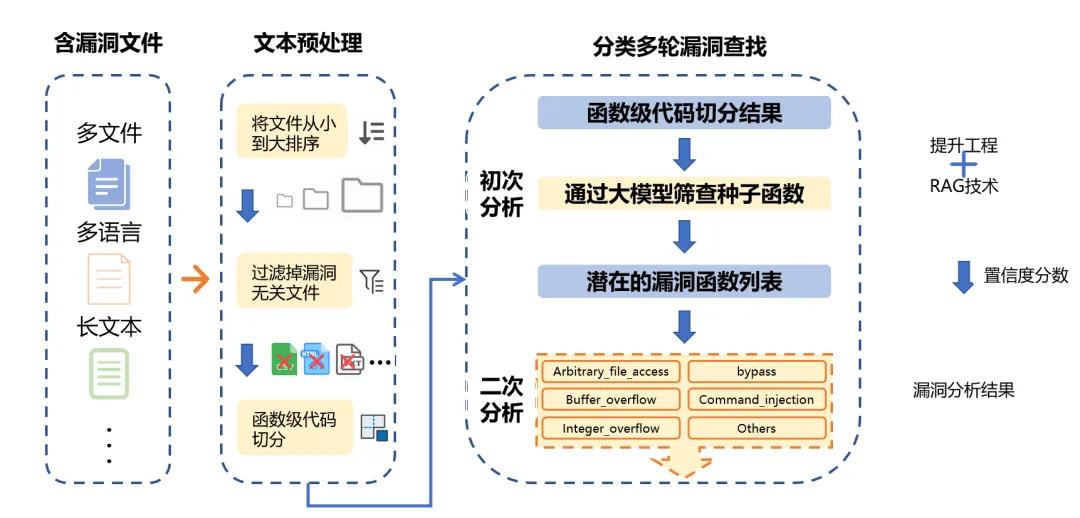 含漏洞文件
多文件
多语言
长文本
文本预处理
将文件从小
到大排序
过滤掉漏洞
无关文件
HTML
函数级代码
切分
分类多轮漏洞查找
初次
分析
函数级代码切分结果
通过大模型筛查种子函数
潜在的漏洞函数列表
二次
分析
Arbitrary_file_access
bypass
Buffer_overflow
Command_injection
Integer_overflow
Others
提升工程
RAG技术
置信度分数
漏洞分析结果